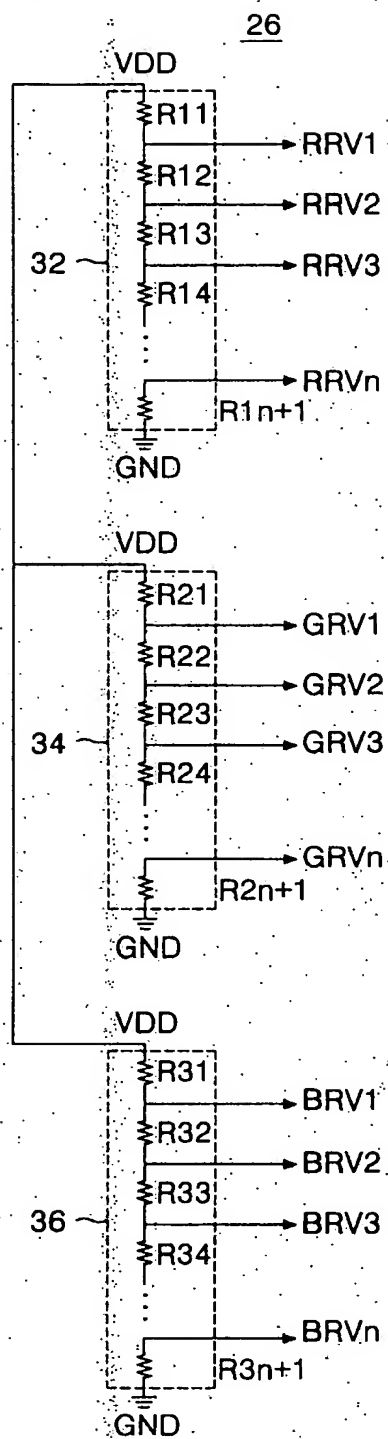 26
VDD
R11
RRV1
R12
RRV2
R13
32
RRV3
R14
RRVn
R1n+1
GND
VDD
R21
GRV1
R22
GRV2
R23
34
GRV3
R24
GRVn
R2n+1
GND
VDD
R31
BRV1
R32
BRV2
R33
36
BRV3
R34
BRVn
R3n+1
GND